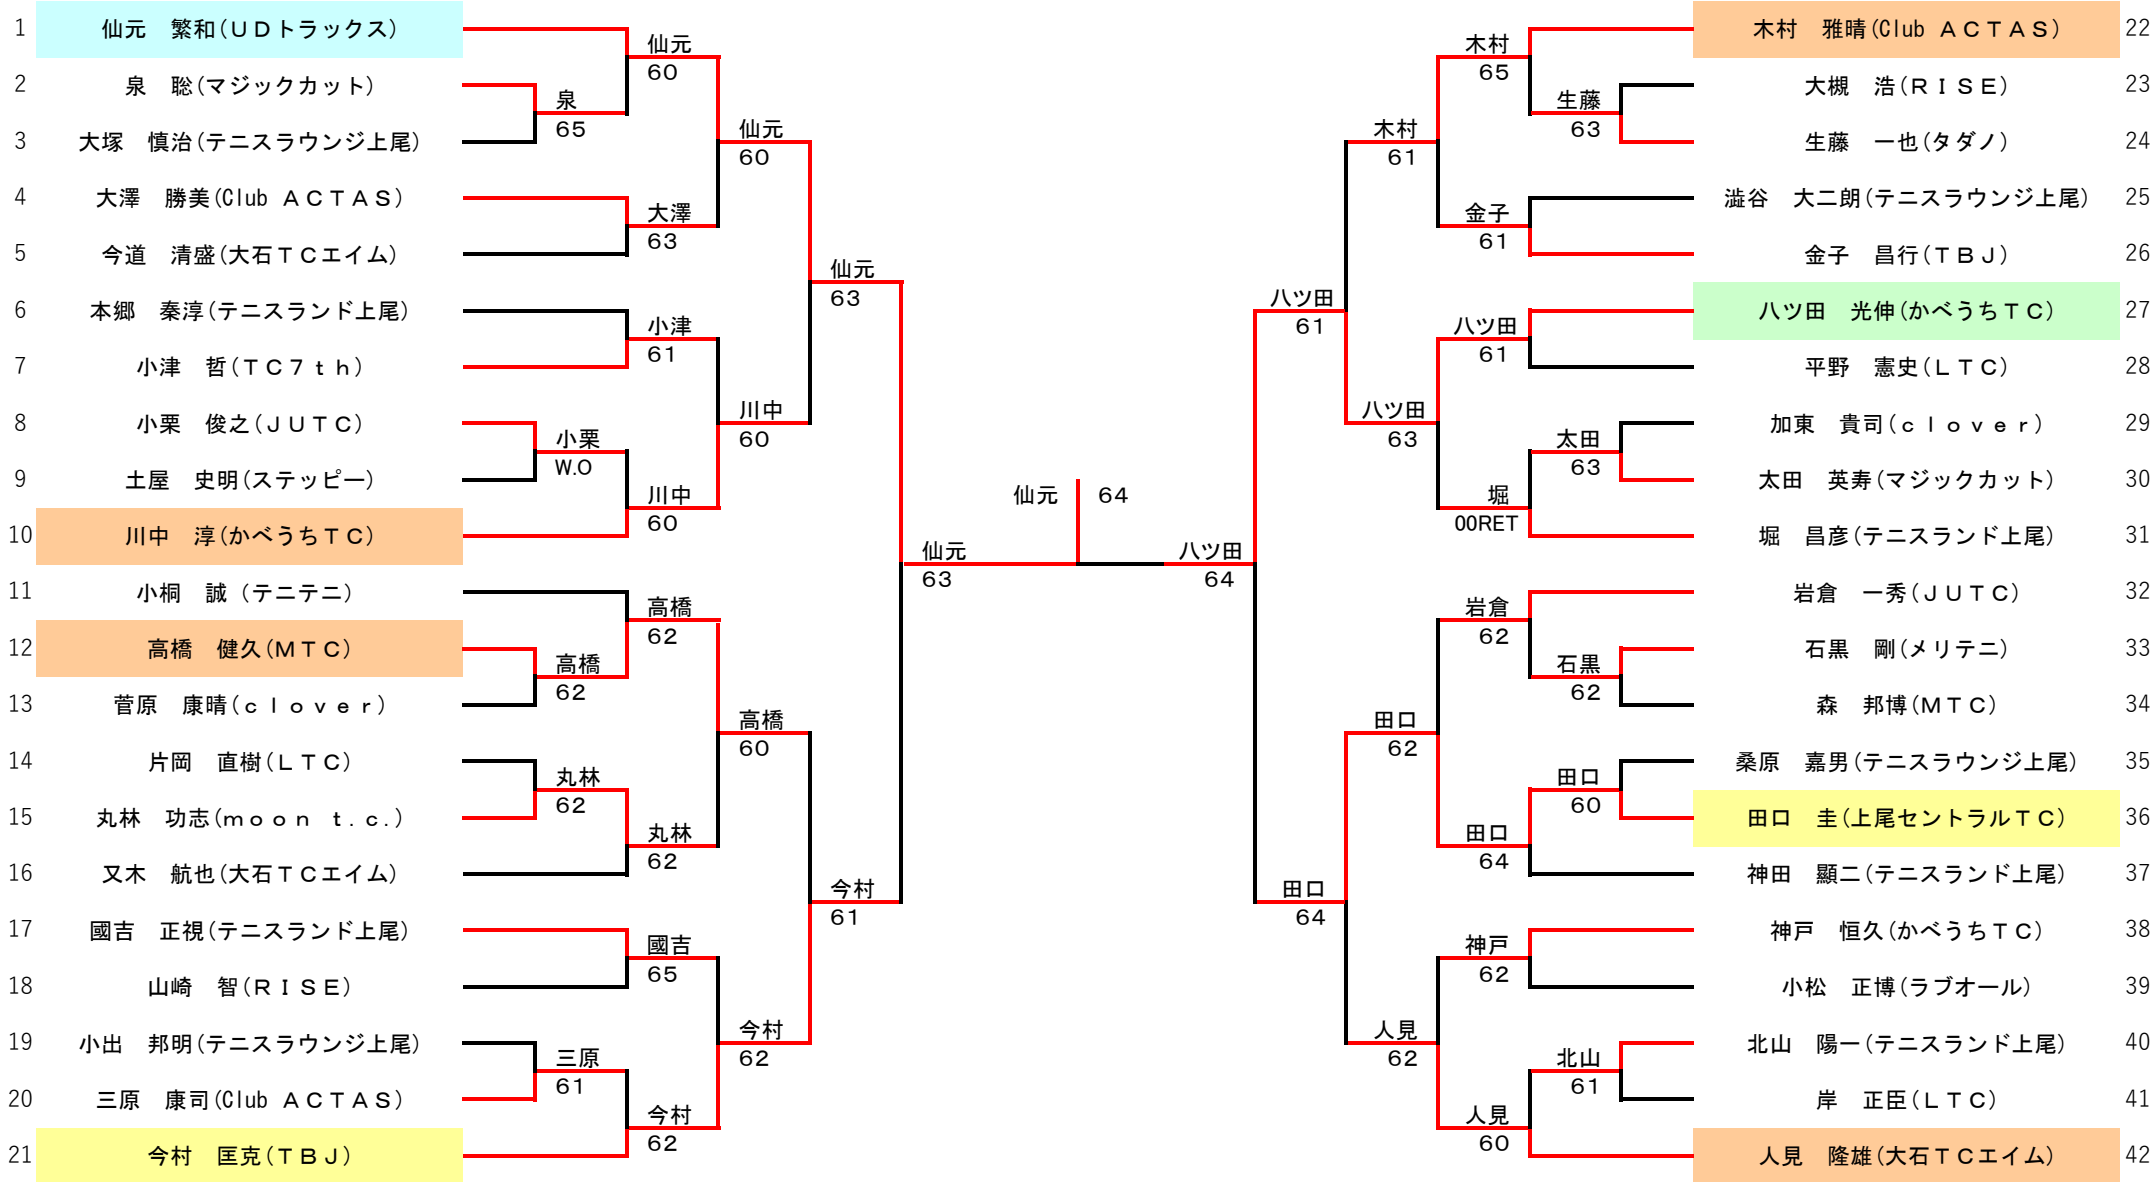 1 仙元　繁和(ＵＤトラックス)
2 泉　聡(マジックカット)
3 大塚　慎治(テニスラウンジ上尾)
4 大澤　勝美(Club ＡＣＴＡＳ)
5 今道　清盛(大石ＴＣエイム)
6 本郷　秦淳(テニスランド上尾)
7 小津　哲(ＴＣ７ｔｈ)
8 小栗　俊之(ＪＵＴＣ)
9 土屋　史明(ステッピー)
10 川中　淳(かべうちＴＣ)
11 小桐　誠 (テニテニ)
12 高橋　健久(ＭＴＣ)
13 菅原　康晴(ｃｌｏｖｅｒ)
14 片岡　直樹(ＬＴＣ)
15 丸林　功志(ｍｏｏｎ ｔ.ｃ.)
16 又木　航也(大石ＴＣエイム)
17 國吉　正視(テニスランド上尾)
18 山崎　智(ＲＩＳＥ)
19 小出　邦明(テニスラウンジ上尾)
20 三原　康司(Club ＡＣＴＡＳ)
21 今村　匡克(ＴＢＪ)
泉
65
小栗
W.O
高橋
62
丸林
62
三原
61
仙元
60
大澤
63
小津
61
川中
60
高橋
62
丸林
62
國吉
65
今村
62
仙元
60
川中
60
高橋
60
今村
62
仙元
63
今村
61
仙元
63
仙元 64
八ツ田
64
八ツ田
61
田口
64
木村
61
八ツ田
63
田口
62
人見
62
木村
65
金子
61
八ツ田
61
堀
00RET
岩倉
62
田口
64
神戸
62
人見
60
生藤
63
太田
63
石黒
62
田口
60
北山
61
木村　雅晴(Club ＡＣＴＡＳ) 22
大槻　浩(ＲＩＳＥ) 23
生藤　一也(タダノ) 24
澁谷　大二朗(テニスラウンジ上尾) 25
金子　昌行(ＴＢＪ) 26
八ツ田　光伸(かべうちＴＣ) 27
平野　憲史(ＬＴＣ) 28
加東　貴司(ｃｌｏｖｅｒ) 29
太田　英寿(マジックカット) 30
堀　昌彦(テニスランド上尾) 31
岩倉　一秀(ＪＵＴＣ) 32
石黒　剛(メリテニ) 33
森　邦博(ＭＴＣ) 34
桑原　嘉男(テニスラウンジ上尾) 35
田口　圭(上尾セントラルＴＣ) 36
神田　顯二(テニスランド上尾) 37
神戸　恒久(かべうちＴＣ) 38
小松　正博(ラブオール) 39
北山　陽一(テニスランド上尾) 40
岸　正臣(ＬＴＣ) 41
人見　隆雄(大石ＴＣエイム) 42